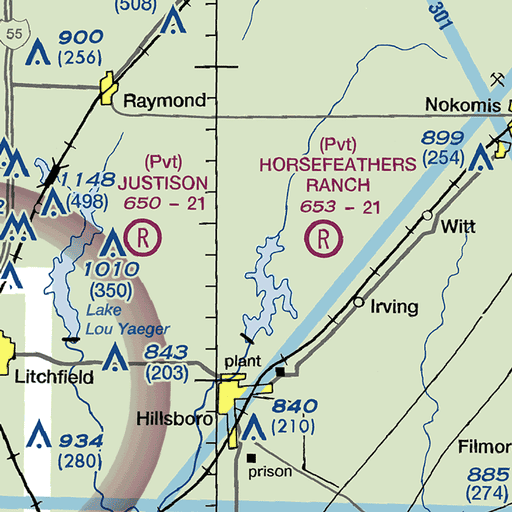 (508)
301
55
900
(256)
Raymond
Nokomis
899
(254)
(Pvt)
JUSTISON
650 - 21
R
(Pvt)
HORSEFEATHERS
RANCH
653 - 21
R
1148
(498)
Witt
1010
(350)
Lake
Lou Yaeger
Irving
843
(203)
plant
Litchfield
Hillsboro
840
(210)
934
(280)
prison
Filmor
885
(274)